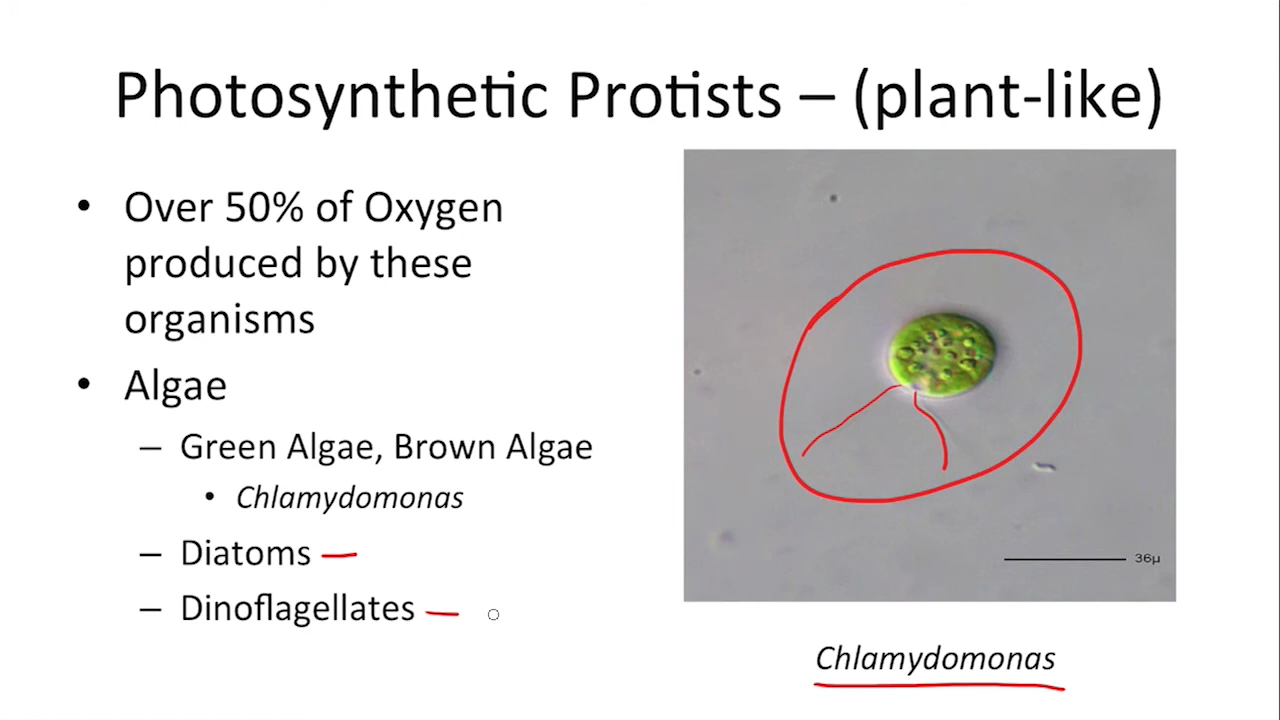 Photosynthetic Protists – (plant-like)
• Over 50% of Oxygen
produced by these
organisms
• Algae
– Green Algae, Brown Algae
• Chlamydomonas
– Diatoms
– Dinoflagellates
36μ
Chlamydomonas